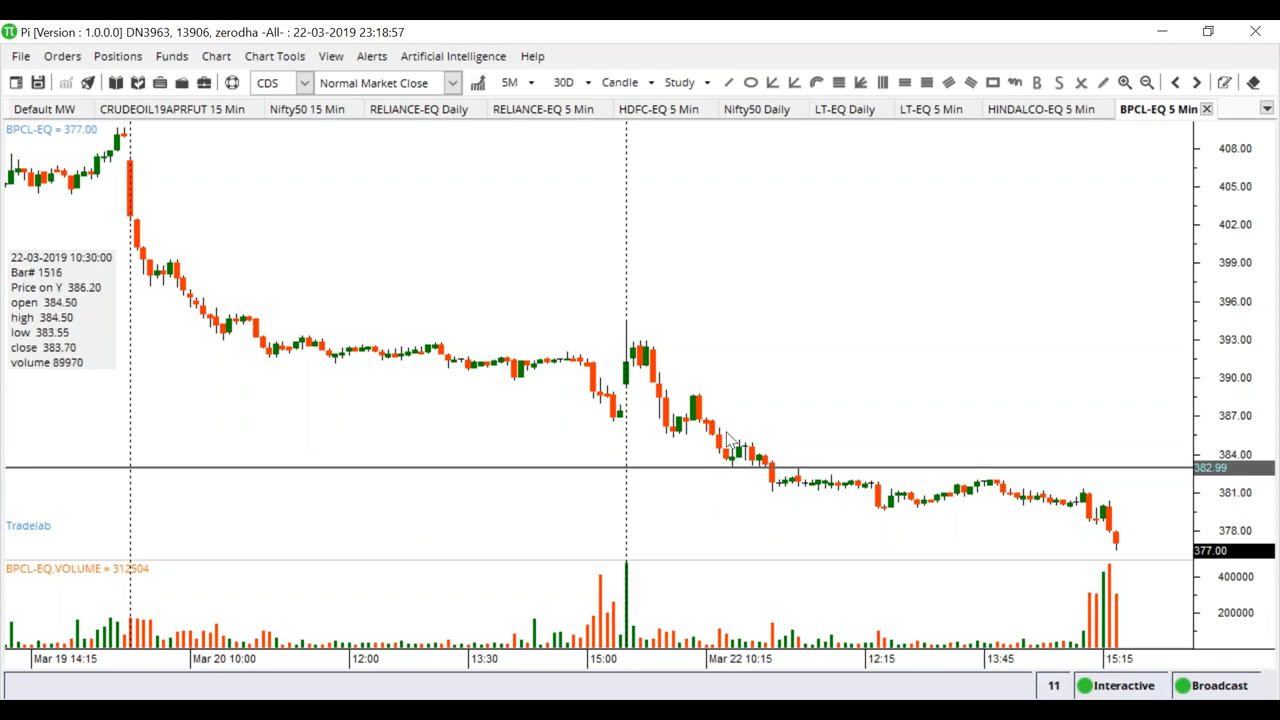 Pi [Version : 1.0.0.0] DN3963, 13906, zerodha -All- : 22-03-2019 23:18:57
File Orders Positions Funds Chart Chart Tools View Alerts Artificial Intelligence Help
CDS Normal Market Close 5M 30D Candle Study B S
Default MW CRUDEOIL19APRFUT 15 Min Nifty50 15 Min RELIANCE-EQ Daily RELIANCE-EQ 5 Min HDFC-EQ 5 Min Nifty50 Daily LT-EQ Daily LT-EQ 5 Min HINDALCO-EQ 5 Min BPCL-EQ 5 Min
BPCL-EQ = 377.00
408.00
405.00
402.00
399.00
396.00
393.00
390.00
387.00
384.00
382.99
381.00
378.00
377.00
22-03-2019 10:30:00
Bar# 1516
Price on Y 386.20
open 384.50
high 384.50
low 383.55
close 383.70
volume 89970
Tradelab
BPCL-EQ.VOLUME = 312504
400000
200000
Mar 19 14:15 Mar 20 10:00 12:00 13:30 15:00 Mar 22 10:15 12:15 13:45 15:15
11 Interactive Broadcast